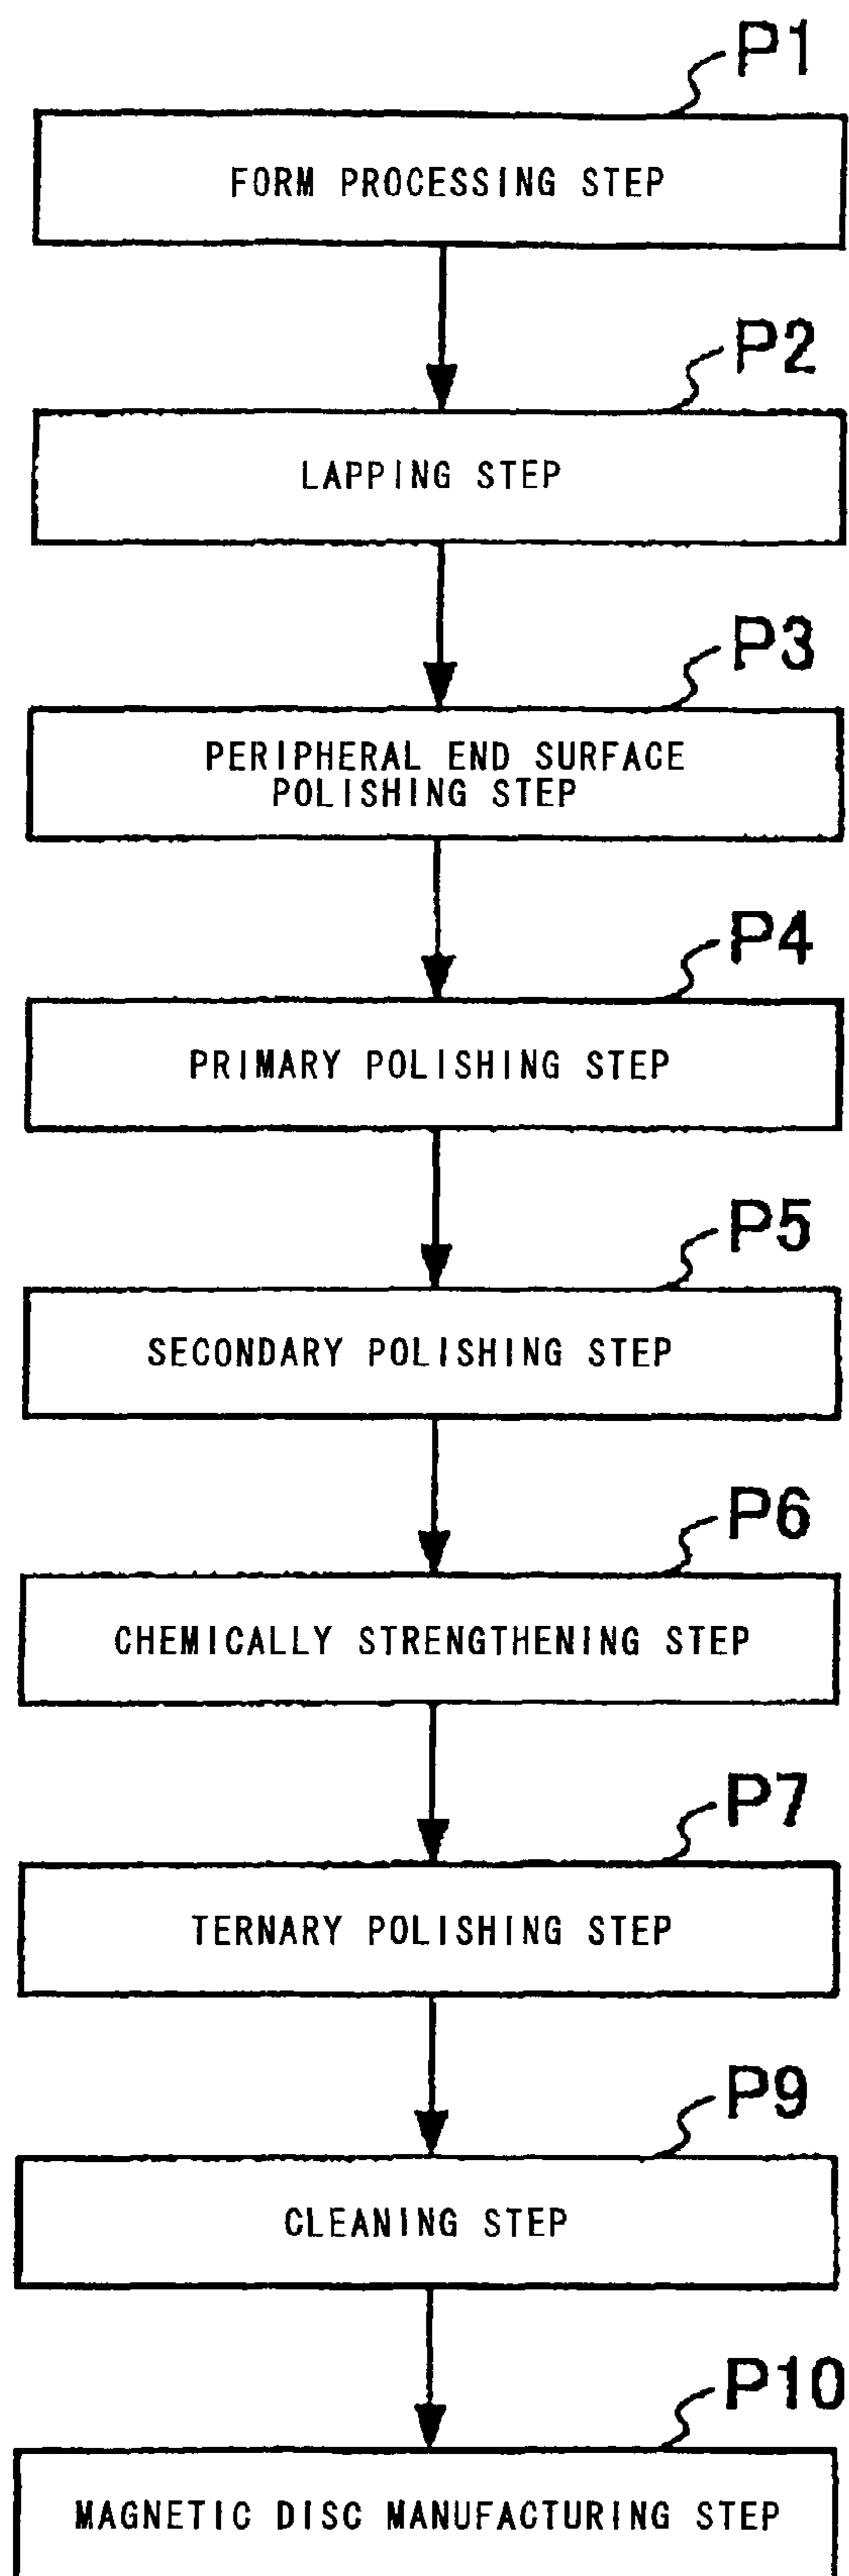 P1
FORM PROCESSING STEP
P2
LAPPING STEP
P3
PERIPHERAL END SURFACE
POLISHING STEP
P4
PRIMARY POLISHING STEP
P5
SECONDARY POLISHING STEP
P6
CHEMICALLY STRENGTHENING STEP
P7
TERNARY POLISHING STEP
P9
CLEANING STEP
P10
MAGNETIC DISC MANUFACTURING STEP